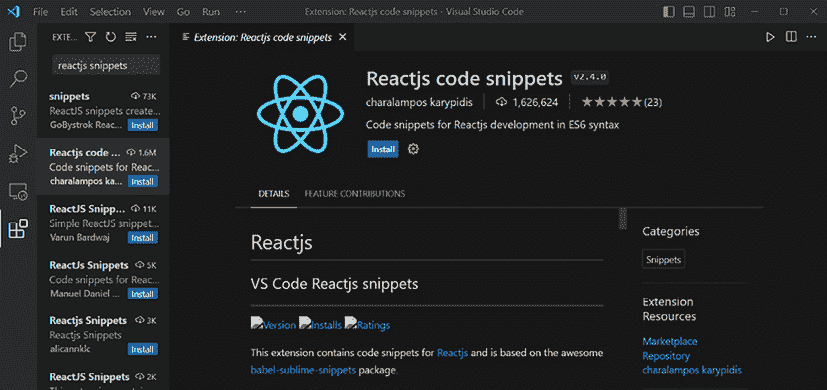 File Edit Selection View Go Run ··· Extension: Reactjs code snippets - Visual Studio Code
EXTE...
Extension: Reactjs code snippets
reactjs snippets
snippets 73K
ReactJS snippets create...
GoBystrok Reac... Install
Reactjs code ... 1.6M
Code snippets for Reac...
charalampos ka... Install
ReactJS Snipp... 11K
Simple ReactJS snippet...
Varun Bardwaj Install
ReactJs Snippets 5K
Code snippets for Reac...
Manuel Daniel ... Install
Reactjs Snippets 3K
Reactjs Snippets
alicannklc Install
ReactJS Snippets 2K
Reactjs code snippets v2.4.0
charalampos karypidis 1,626,624 (23)
Code snippets for Reactjs development in ES6 syntax
Install
DETAILS FEATURE CONTRIBUTIONS
Reactjs
VS Code Reactjs snippets
Version Installs Ratings
This extension contains code snippets for Reactjs and is based on the awesome
babel-sublime-snippets package.
Categories
Snippets
Extension
Resources
Marketplace
Repository
charalampos karypidis